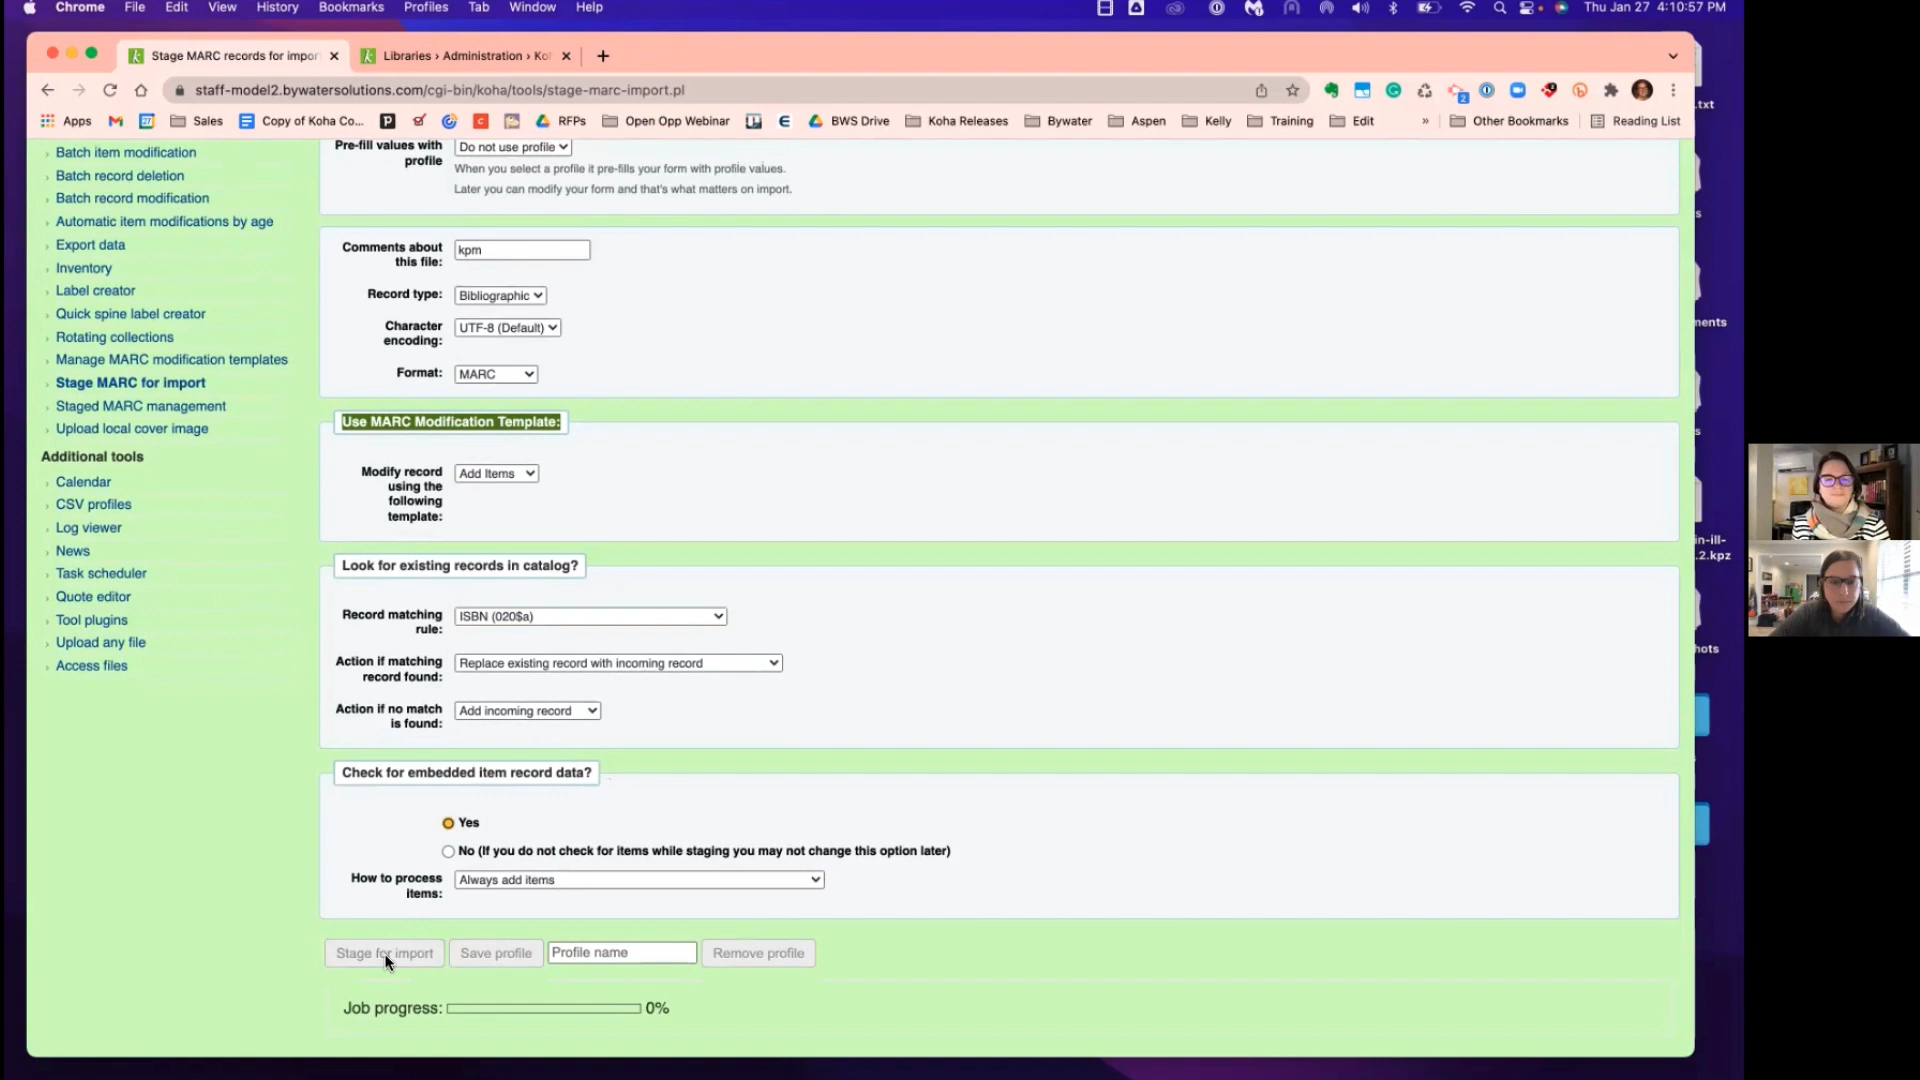 Chrome File Edit View History Bookmarks Profiles Tab Window Help Thu Jan 27 4:10:57 PM
Stage MARC records for impor Libraries › Administration › Ko
staff-model2.bywatersolutions.com/cgi-bin/koha/tools/stage-marc-import.pl
Apps Sales Copy of Koha Co... RFPs Open Opp Webinar BWS Drive Koha Releases Bywater Aspen Kelly Training Edit » Other Bookmarks Reading List
.txt
s
ments
s
in-ill-
.2.kpz
hots
Batch item modification
Batch record deletion
Batch record modification
Automatic item modifications by age
Export data
Inventory
Label creator
Quick spine label creator
Rotating collections
Manage MARC modification templates
Stage MARC for import
Staged MARC management
Upload local cover image
Additional tools
Calendar
CSV profiles
Log viewer
News
Task scheduler
Quote editor
Tool plugins
Upload any file
Access files
Pre-fill values with profile Do not use profile
When you select a profile it pre-fills your form with profile values.
Later you can modify your form and that's what matters on import.
Comments about this file: kpm
Record type: Bibliographic
Character encoding: UTF-8 (Default)
Format: MARC
Use MARC Modification Template:
Modify record using the following template: Add Items
Look for existing records in catalog?
Record matching rule: ISBN (020$a)
Action if matching record found: Replace existing record with incoming record
Action if no match is found: Add incoming record
Check for embedded item record data?
Yes
No (If you do not check for items while staging you may not change this option later)
How to process items: Always add items
Stage for import Save profile Profile name Remove profile
Job progress: 0%